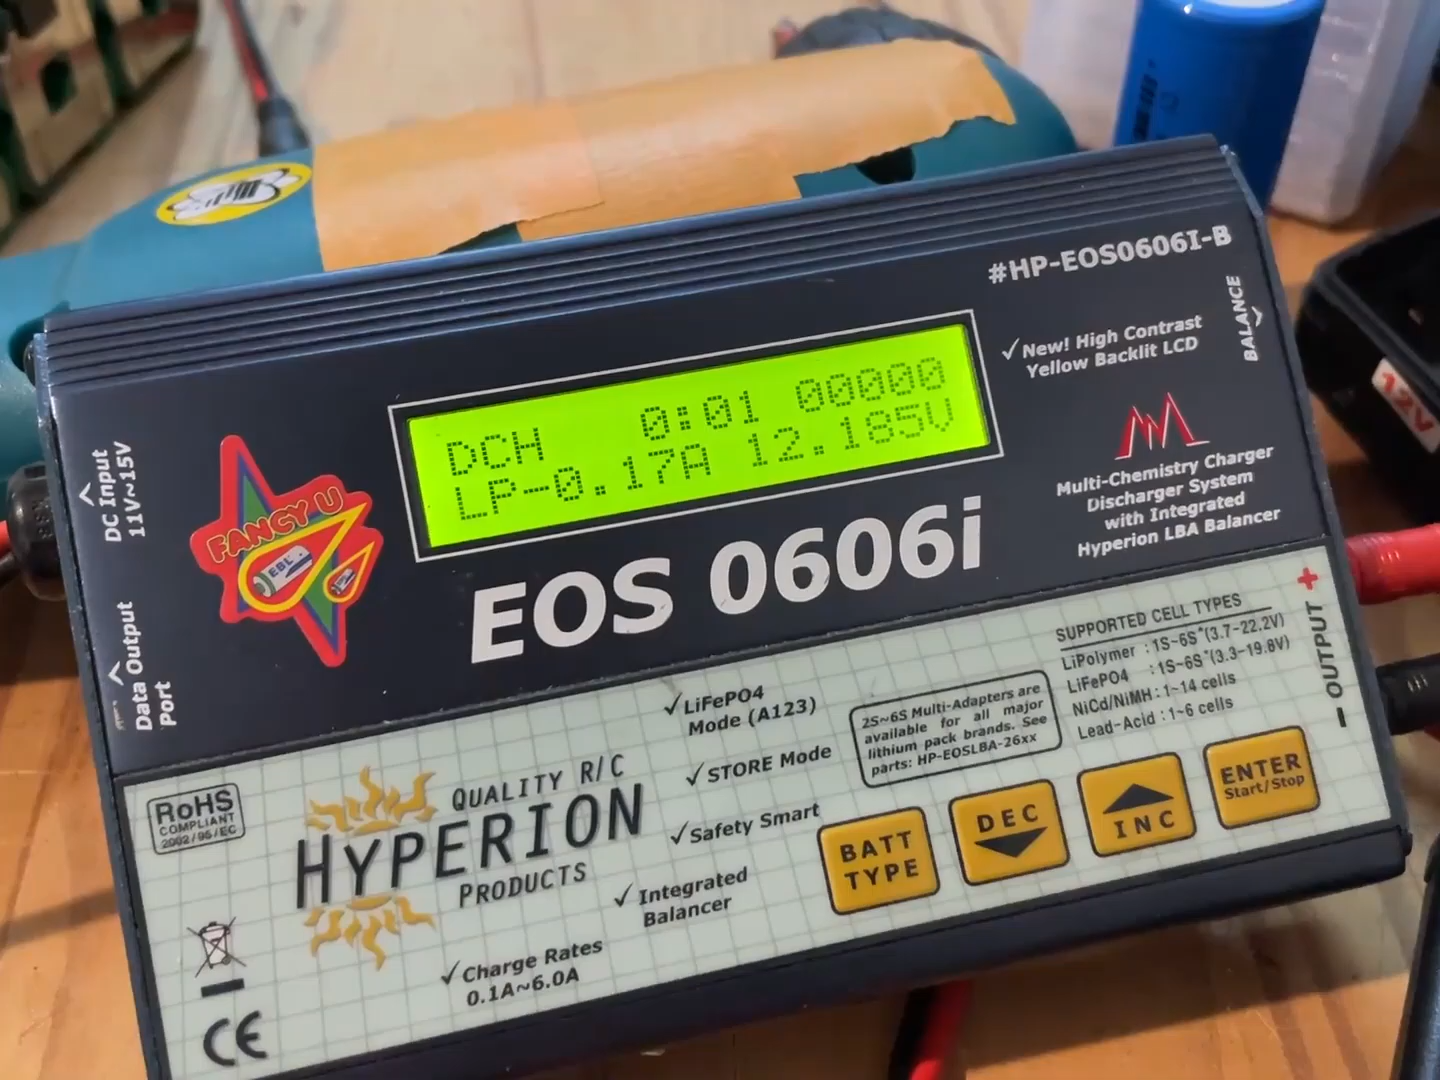 #HP-EOS0606I-B
BALANCE
✓New! High Contrast
Yellow Backlit LCD
DCH 0:01 00000
LP-0.17A 12.185V
DC Input
11V~15V
FANCY U
EBL
EOS 0606i
Multi-Chemistry Charger
Discharger System
with Integrated
Hyperion LBA Balancer
12V
Data Output
Port
+
OUTPUT
-
SUPPORTED CELL TYPES
LiPolymer : 1S~6S*(3.7-22.2V)
LiFePO4 : 1S~6S*(3.3-19.8V)
NiCd/NiMH : 1~14 cells
Lead-Acid : 1~6 cells
✓LiFePO4
Mode (A123)
2S~6S Multi-Adapters are
available for all major
lithium pack brands. See
parts: HP-EOSLBA-26xx
✓STORE Mode
✓Safety Smart
✓Integrated
Balancer
✓Charge Rates
0.1A~6.0A
RoHS
COMPLIANT
2002/95/EC
QUALITY R/C
HYPERION
PRODUCTS
BATT
TYPE
DEC
INC
ENTER
Start/Stop
CE